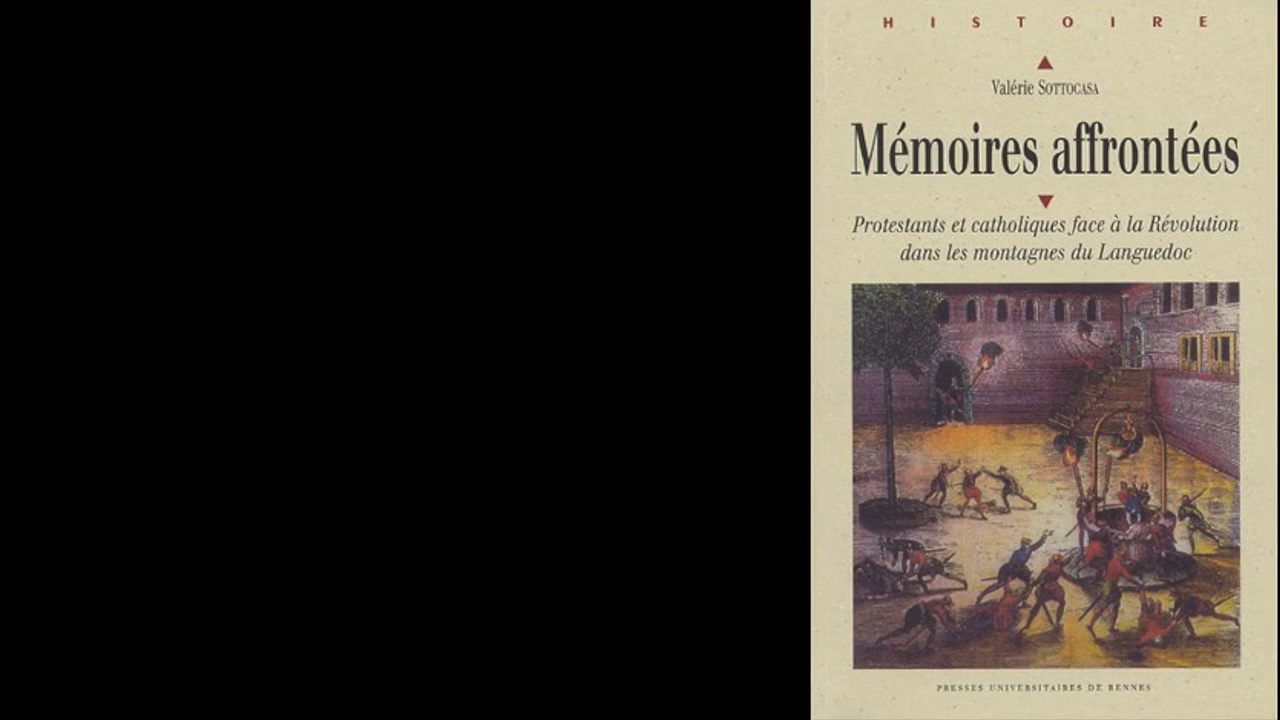 HISTOIRE
Valérie SOTTOCASA
Mémoires affrontées
Protestants et catholiques face à la Révolution
dans les montagnes du Languedoc
PRESSES UNIVERSITAIRES DE RENNES